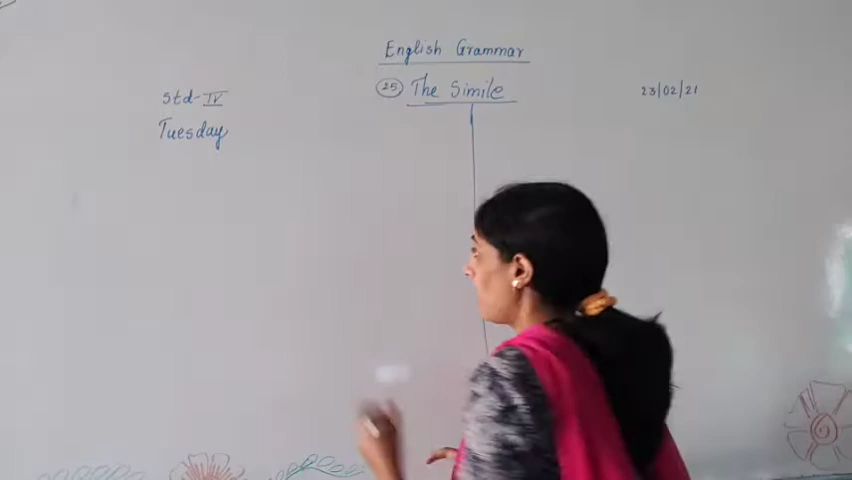 English Grammar
25 The Simile
Std-IV
23/02/21
Tuesday